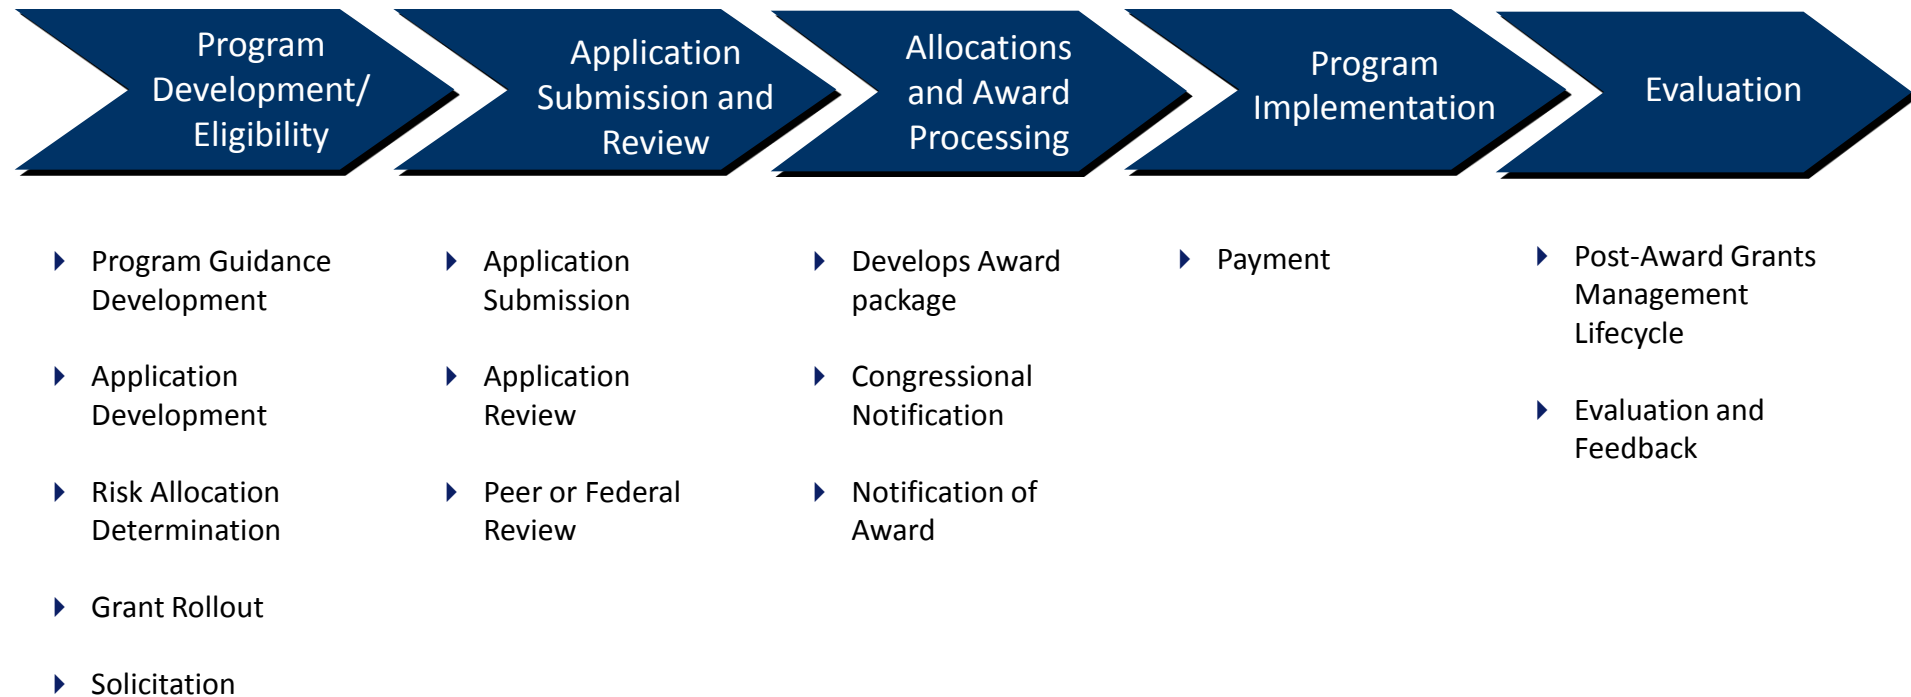 Program
Development/
Eligibility
Application
Submission and
Review
Allocations
and Award
Processing
Program
Implementation
Evaluation
Program Guidance
Development
Application
Development
Risk Allocation
Determination
Grant Rollout
Solicitation
Application
Submission
Application
Review
Peer or Federal
Review
Develops Award
package
Congressional
Notification
Notification of
Award
Payment
Post-Award Grants
Management
Lifecycle
Evaluation and
Feedback